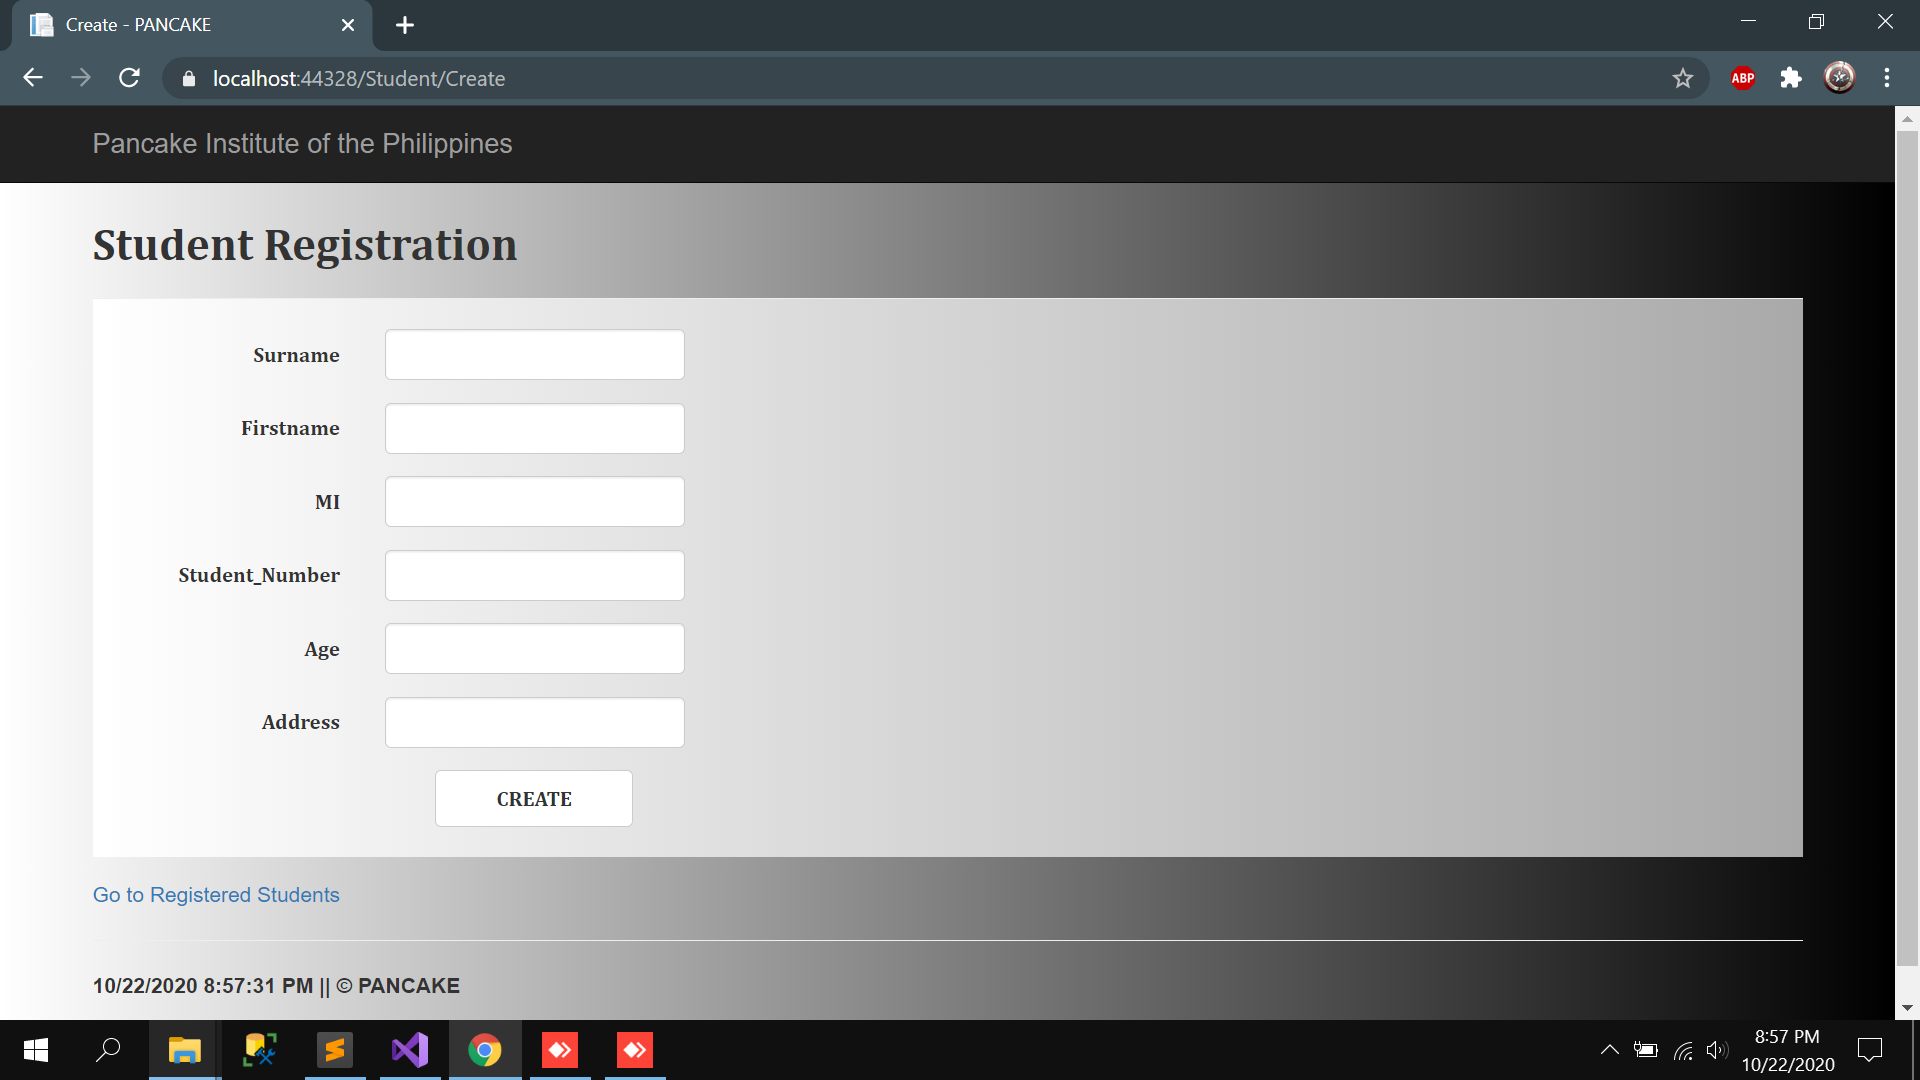 Create - PANCAKE
localhost:44328/Student/Create
ABP
Pancake Institute of the Philippines
Student Registration
Surname
Firstname
MI
Student_Number
Age
Address
CREATE
Go to Registered Students
10/22/2020 8:57:31 PM || © PANCAKE
8:57 PM
10/22/2020